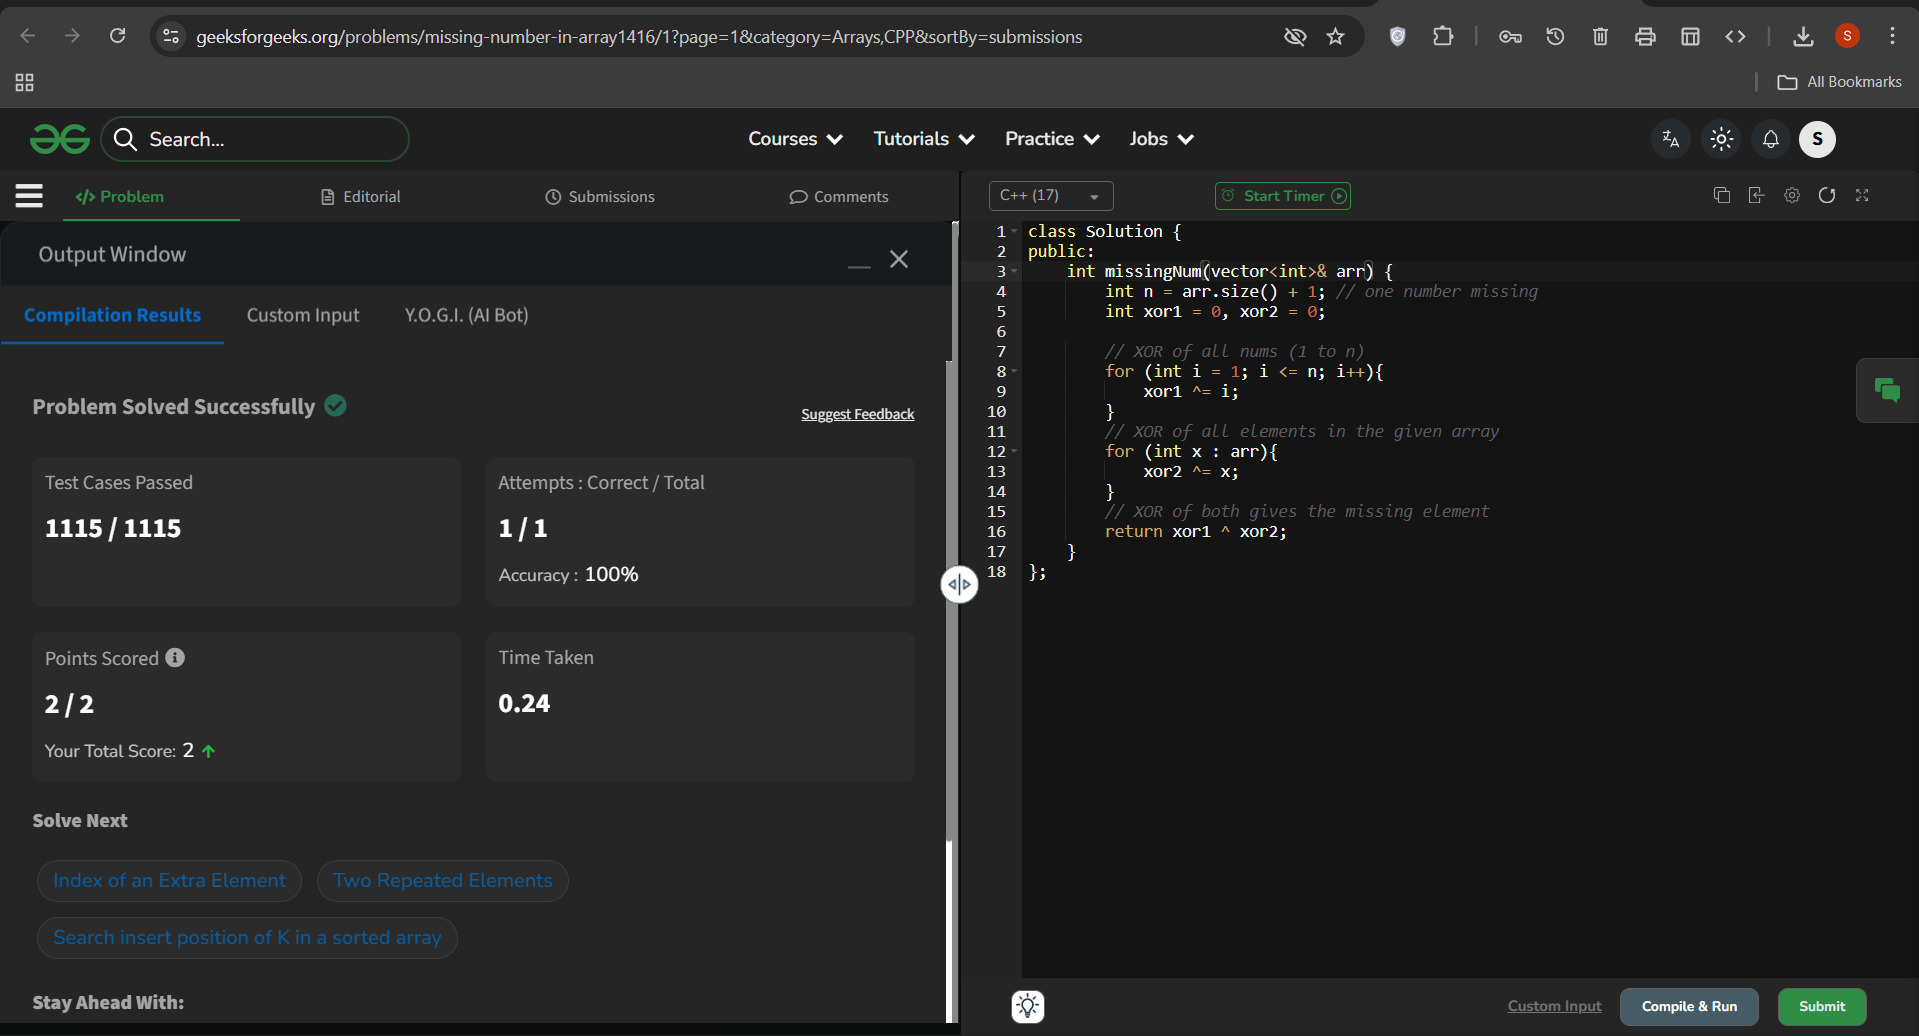 geeksforgeeks.org/problems/missing-number-in-array1416/1?page=1&category=Arrays,CPP&sortBy=submissions
S
All Bookmarks
Search...
Courses
Tutorials
Practice
Jobs
S
Problem
Editorial
Submissions
Comments
Output Window
Compilation Results
Custom Input
Y.O.G.I. (AI Bot)
Problem Solved Successfully
Suggest Feedback
Test Cases Passed
1115 / 1115
Attempts : Correct / Total
1 / 1
Accuracy : 100%
Points Scored
2 / 2
Your Total Score: 2
Time Taken
0.24
Solve Next
Index of an Extra Element
Two Repeated Elements
Search insert position of K in a sorted array
Stay Ahead With:
C++ (17)
Start Timer
1 class Solution {
2 public:
3     int missingNum(vector<int>& arr) {
4         int n = arr.size() + 1; // one number missing
5         int xor1 = 0, xor2 = 0;
6
7         // XOR of all nums (1 to n)
8         for (int i = 1; i <= n; i++){
9             xor1 ^= i;
10         }
11         // XOR of all elements in the given array
12         for (int x : arr){
13             xor2 ^= x;
14         }
15         // XOR of both gives the missing element
16         return xor1 ^ xor2;
17     }
18 };
Custom Input
Compile & Run
Submit